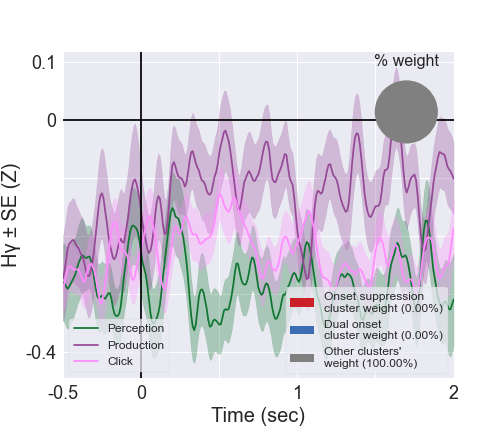 % weight
0.1
0
-0.4
Hγ ± SE (Z)
Perception
Production
Click
Onset suppression
cluster weight (0.00%)
Dual onset
cluster weight (0.00%)
Other clusters'
weight (100.00%)
-0.5
0
1
2
Time (sec)